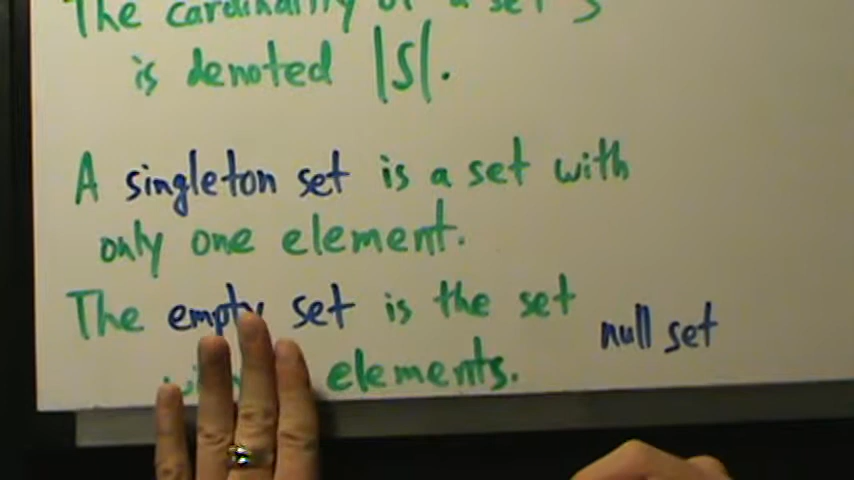 The cardinality of a set S
is denoted |S|.
A singleton set is a set with
only one element.
The empty set is the set
null set
elements.